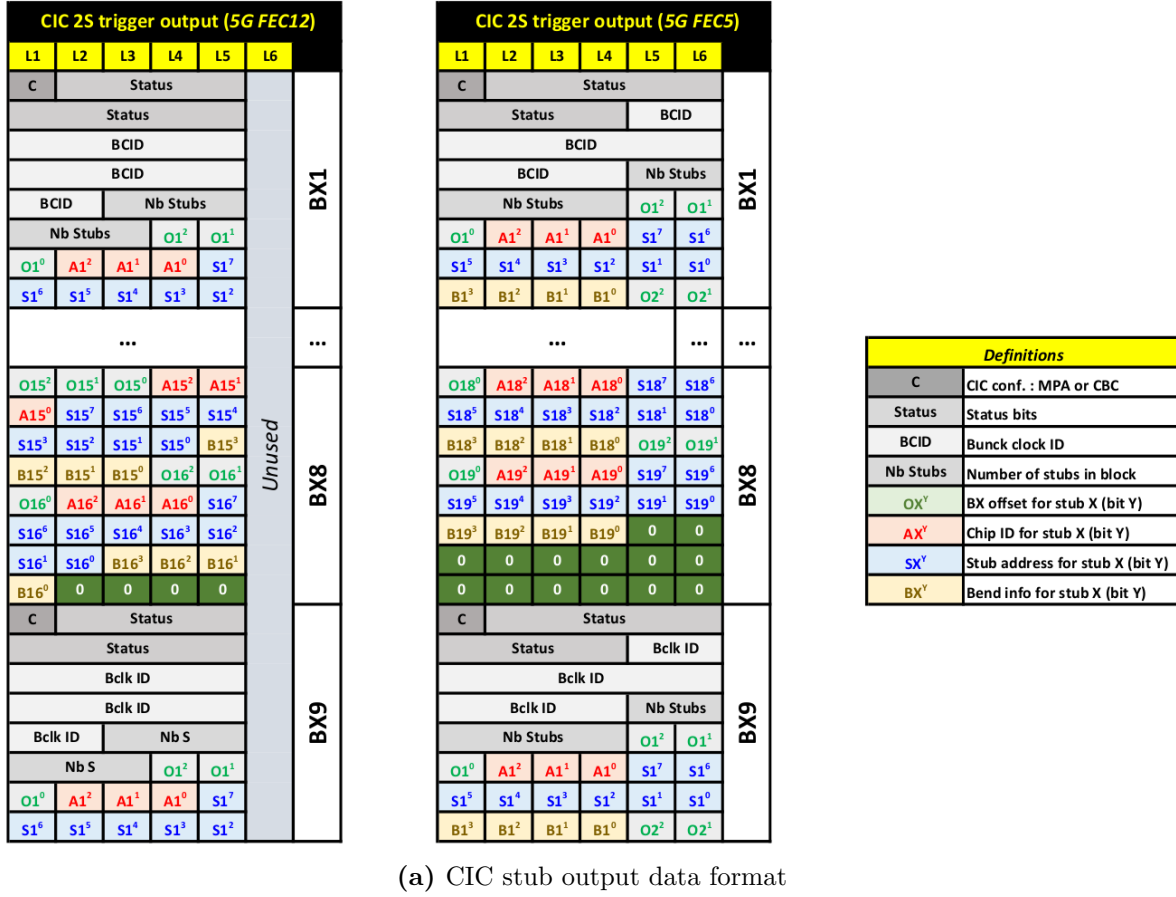 CIC 2S trigger output (5G FEC12)
L1 L2 L3 L4 L5 L6
C Status
Status
BCID
BCID
BCID Nb Stubs
Nb Stubs O1² O1¹
O1⁰ A1² A1¹ A1⁰ S1⁷
S1⁶ S1⁵ S1⁴ S1³ S1²
BX1
... ...
O15² O15¹ O15⁰ A15² A15¹
A15⁰ S15⁷ S15⁶ S15⁵ S15⁴
S15³ S15² S15¹ S15⁰ B15³
B15² B15¹ B15⁰ O16² O16¹
O16⁰ A16² A16¹ A16⁰ S16⁷
S16⁶ S16⁵ S16⁴ S16³ S16²
S16¹ S16⁰ B16³ B16² B16¹
B16⁰ 0 0 0 0
BX8
C Status
Status
Bclk ID
Bclk ID
Bclk ID Nb S
Nb S O1² O1¹
O1⁰ A1² A1¹ A1⁰ S1⁷
S1⁶ S1⁵ S1⁴ S1³ S1²
BX9
Unused
CIC 2S trigger output (5G FEC5)
L1 L2 L3 L4 L5 L6
C Status
Status BCID
BCID
BCID Nb Stubs
Nb Stubs O1² O1¹
O1⁰ A1² A1¹ A1⁰ S1⁷ S1⁶
S1⁵ S1⁴ S1³ S1² S1¹ S1⁰
B1³ B1² B1¹ B1⁰ O2² O2¹
BX1
... ... ...
O18⁰ A18² A18¹ A18⁰ S18⁷ S18⁶
S18⁵ S18⁴ S18³ S18² S18¹ S18⁰
B18³ B18² B18¹ B18⁰ O19² O19¹
O19⁰ A19² A19¹ A19⁰ S19⁷ S19⁶
S19⁵ S19⁴ S19³ S19² S19¹ S19⁰
B19³ B19² B19¹ B19⁰ 0 0
0 0 0 0 0 0
0 0 0 0 0 0
BX8
C Status
Status Bclk ID
Bclk ID
Bclk ID Nb Stubs
Nb Stubs O1² O1¹
O1⁰ A1² A1¹ A1⁰ S1⁷ S1⁶
S1⁵ S1⁴ S1³ S1² S1¹ S1⁰
B1³ B1² B1¹ B1⁰ O2² O2¹
BX9
Definitions
C CIC conf. : MPA or CBC
Status Status bits
BCID Bunck clock ID
Nb Stubs Number of stubs in block
OXʸ BX offset for stub X (bit Y)
AXʸ Chip ID for stub X (bit Y)
SXʸ Stub address for stub X (bit Y)
BXʸ Bend info for stub X (bit Y)
(a) CIC stub output data format